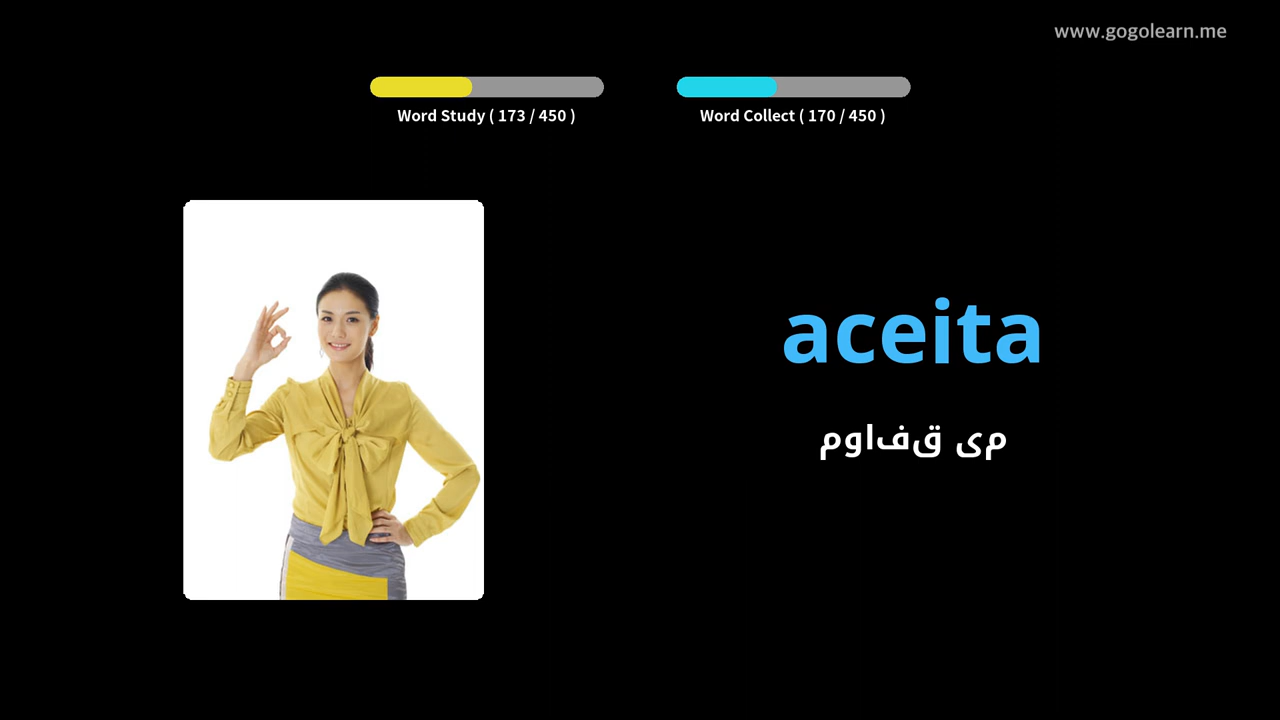 www.gogolearn.me
Word Study ( 173 / 450 )
Word Collect ( 170 / 450 )
aceita
می قفاوم